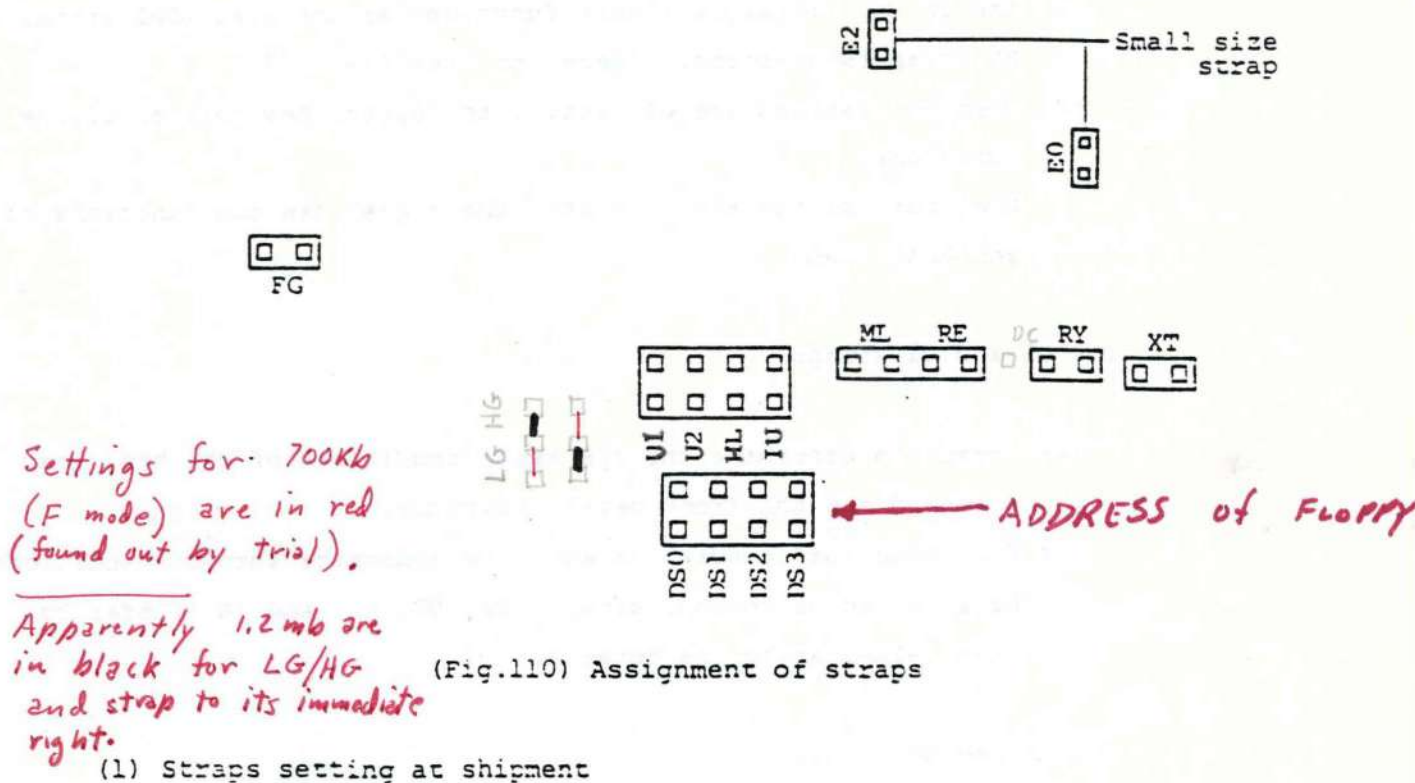 E2
Small size
strap
E0
FG
ML RE DC RY XT
LG HG
U1 U2 HL IU
Settings for 700Kb
(F mode) are in red
(found out by trial).
ADDRESS of FLOPPY
DS0 DS1 DS2 DS3
Apparently 1.2 mb are
in black for LG/HG
and strap to its immediate
right.
(Fig.110) Assignment of straps
(1) Straps setting at shipment